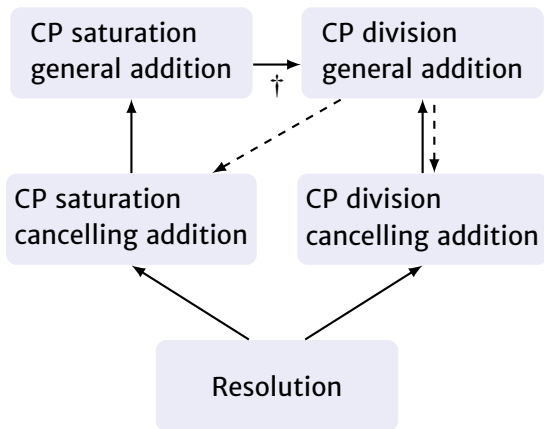 CP saturation
general addition
CP division
general addition
†
CP saturation
cancelling addition
CP division
cancelling addition
Resolution